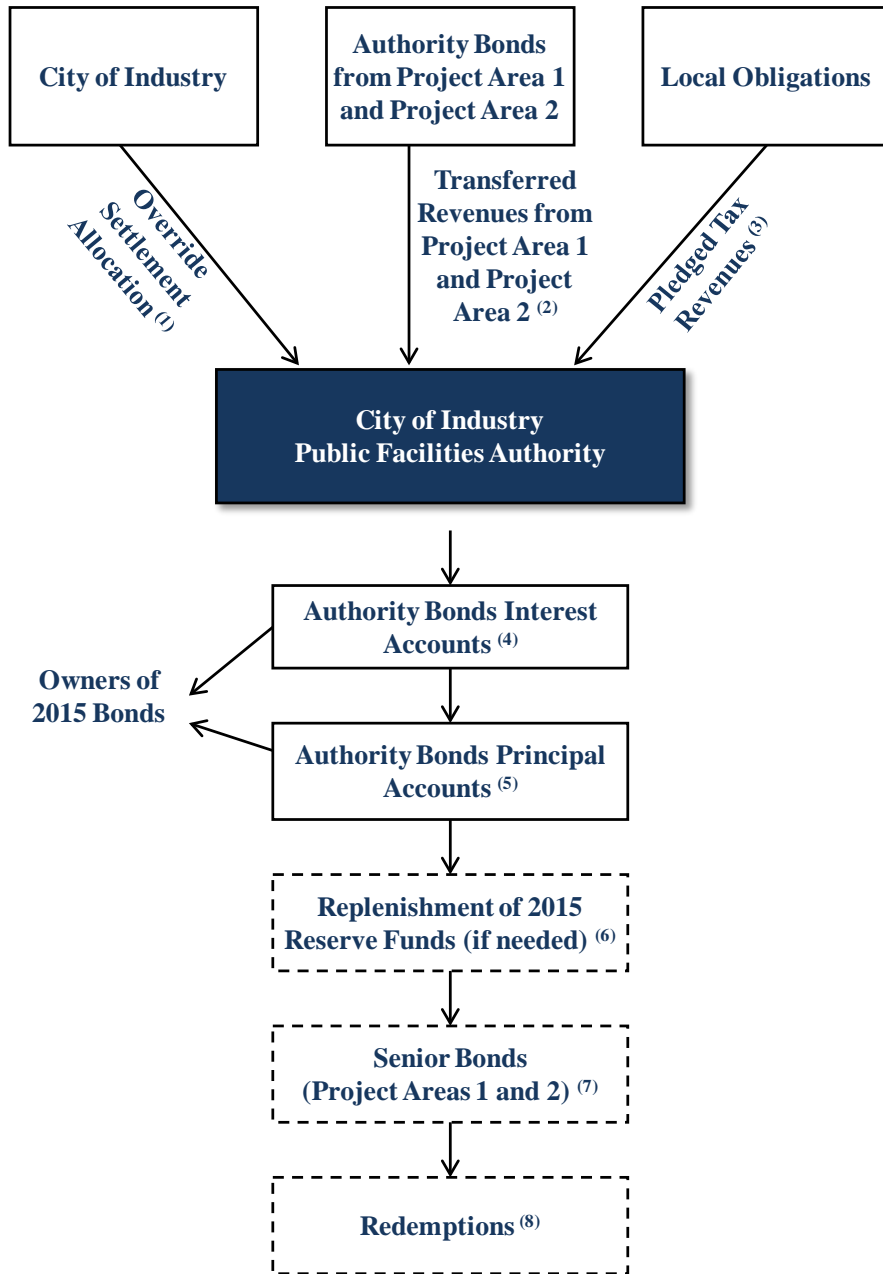 City of Industry
Authority Bonds
from Project Area 1
and Project Area 2
Local Obligations
Override
Settlement
Allocation (1)
Transferred
Revenues from
Project Area 1
and Project
Area 2 (2)
Pledged Tax
Revenues (3)
City of Industry
Public Facilities Authority
Authority Bonds Interest
Accounts (4)
Owners of
2015 Bonds
Authority Bonds Principal
Accounts (5)
Replenishment of 2015
Reserve Funds (if needed) (6)
Senior Bonds
(Project Areas 1 and 2) (7)
Redemptions (8)